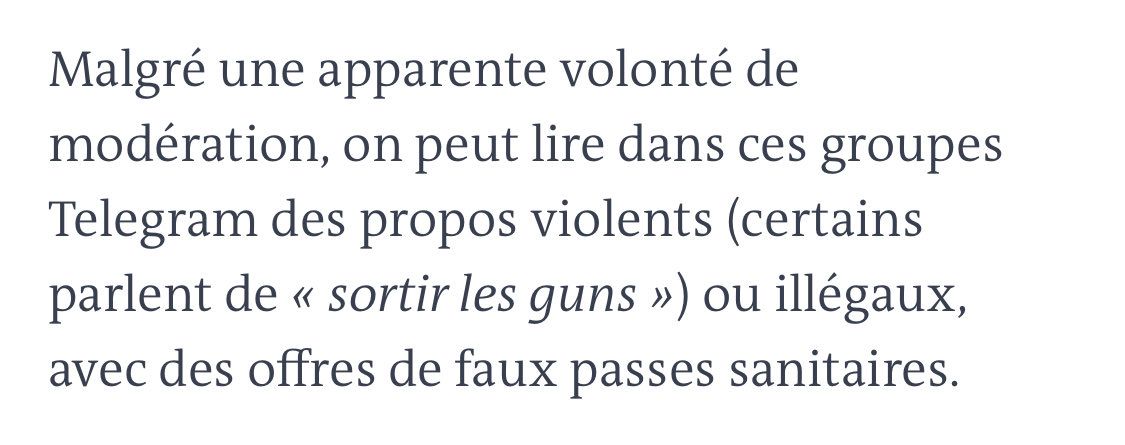 Malgré une apparente volonté de
modération, on peut lire dans ces groupes
Telegram des propos violents (certains
parlent de « sortir les guns ») ou illégaux,
avec des offres de faux passes sanitaires.